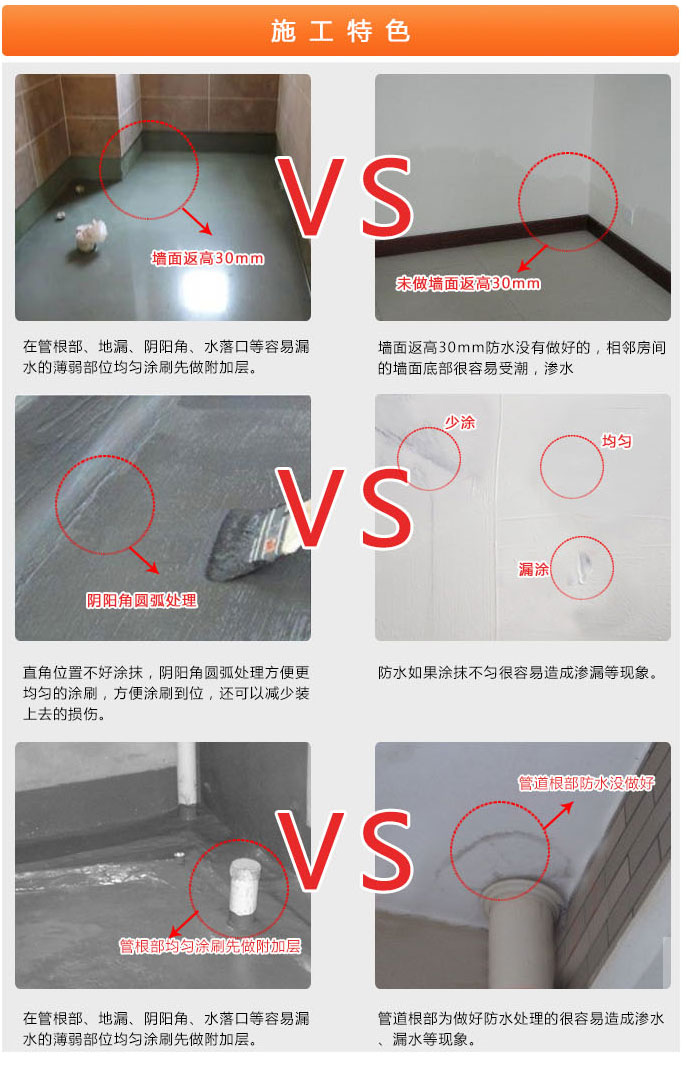 施工特色
VS
墙面返高30mm
未做墙面返高30mm
在管根部、地漏、阴阳角、水落口等容易漏
水的薄弱部位均匀涂刷先做附加层。
墙面返高30mm防水没有做好的，相邻房间
的墙面底部很容易受潮，渗水
少涂
均匀
VS
漏涂
阴阳角圆弧处理
直角位置不好涂抹，阴阳角圆弧处理方便更
均匀的涂刷，方便涂刷到位，还可以减少装
上去的损伤。
防水如果涂抹不匀很容易造成渗漏等现象。
管道根部防水没做好
VS
管根部均匀涂刷先做附加层
在管根部、地漏、阴阳角、水落口等容易漏
水的薄弱部位均匀涂刷先做附加层。
管道根部为做好防水处理的很容易造成渗水
、漏水等现象。